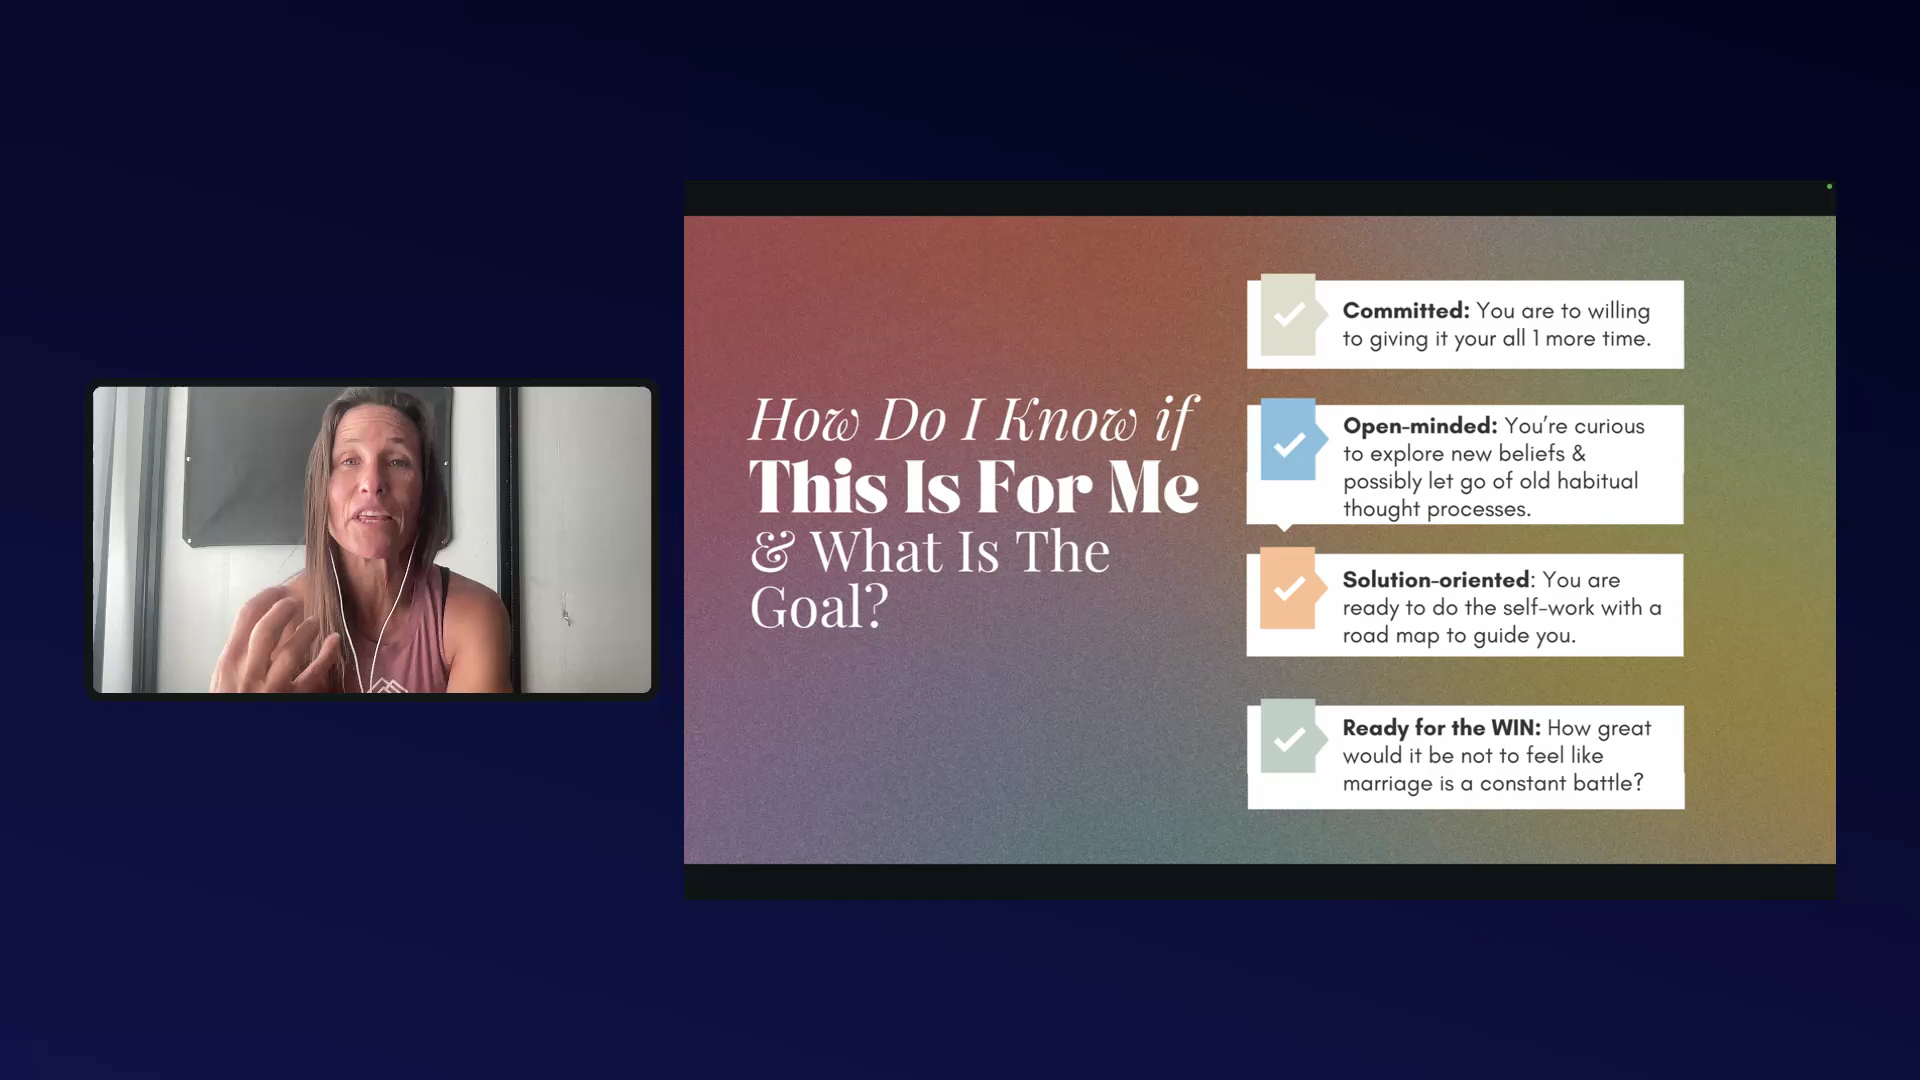 How Do I Know if
This Is For Me
& What Is The
Goal?
Committed: You are to willing
to giving it your all 1 more time.
Open-minded: You’re curious
to explore new beliefs &
possibly let go of old habitual
thought processes.
Solution-oriented: You are
ready to do the self-work with a
road map to guide you.
Ready for the WIN: How great
would it be not to feel like
marriage is a constant battle?